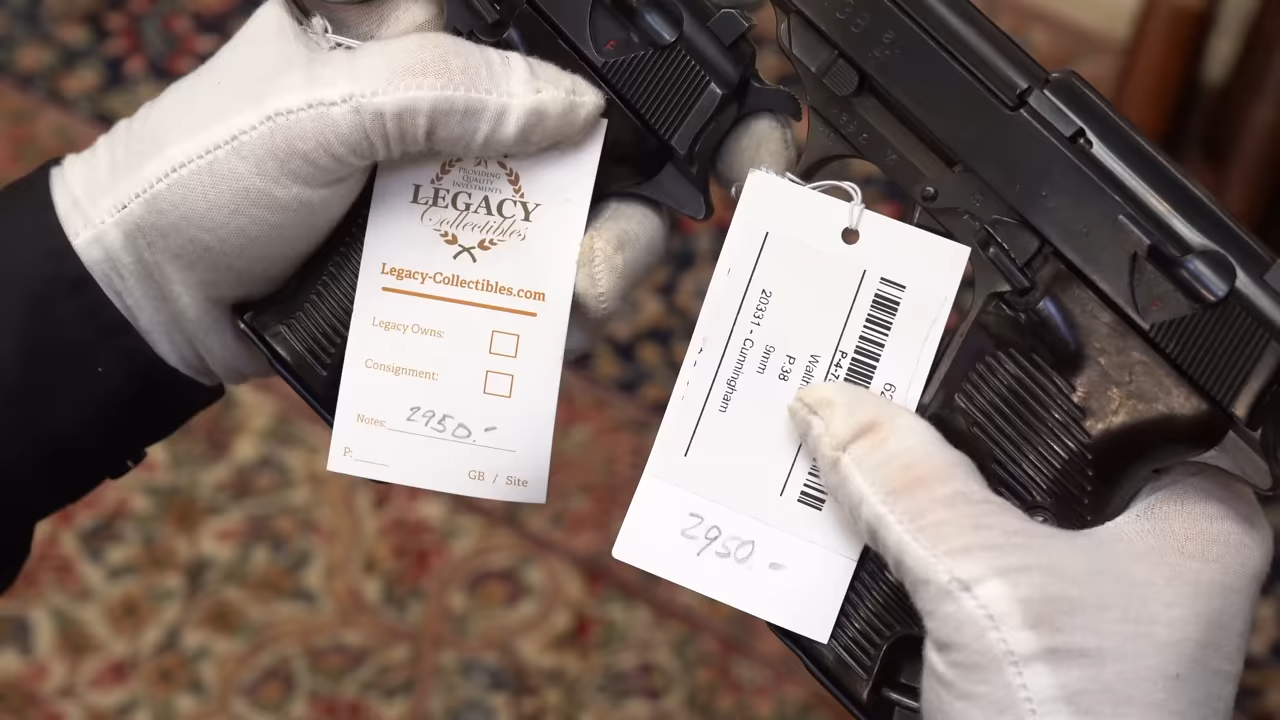 PROVIDING
QUALITY
INVESTMENTS
LEGACY
Collectibles
Legacy-Collectibles.com
Legacy Owns:
Consignment:
Notes: 2950.-
P:
GB / Site
P.38
9mm
20331 - Cunningham
2950.-
F